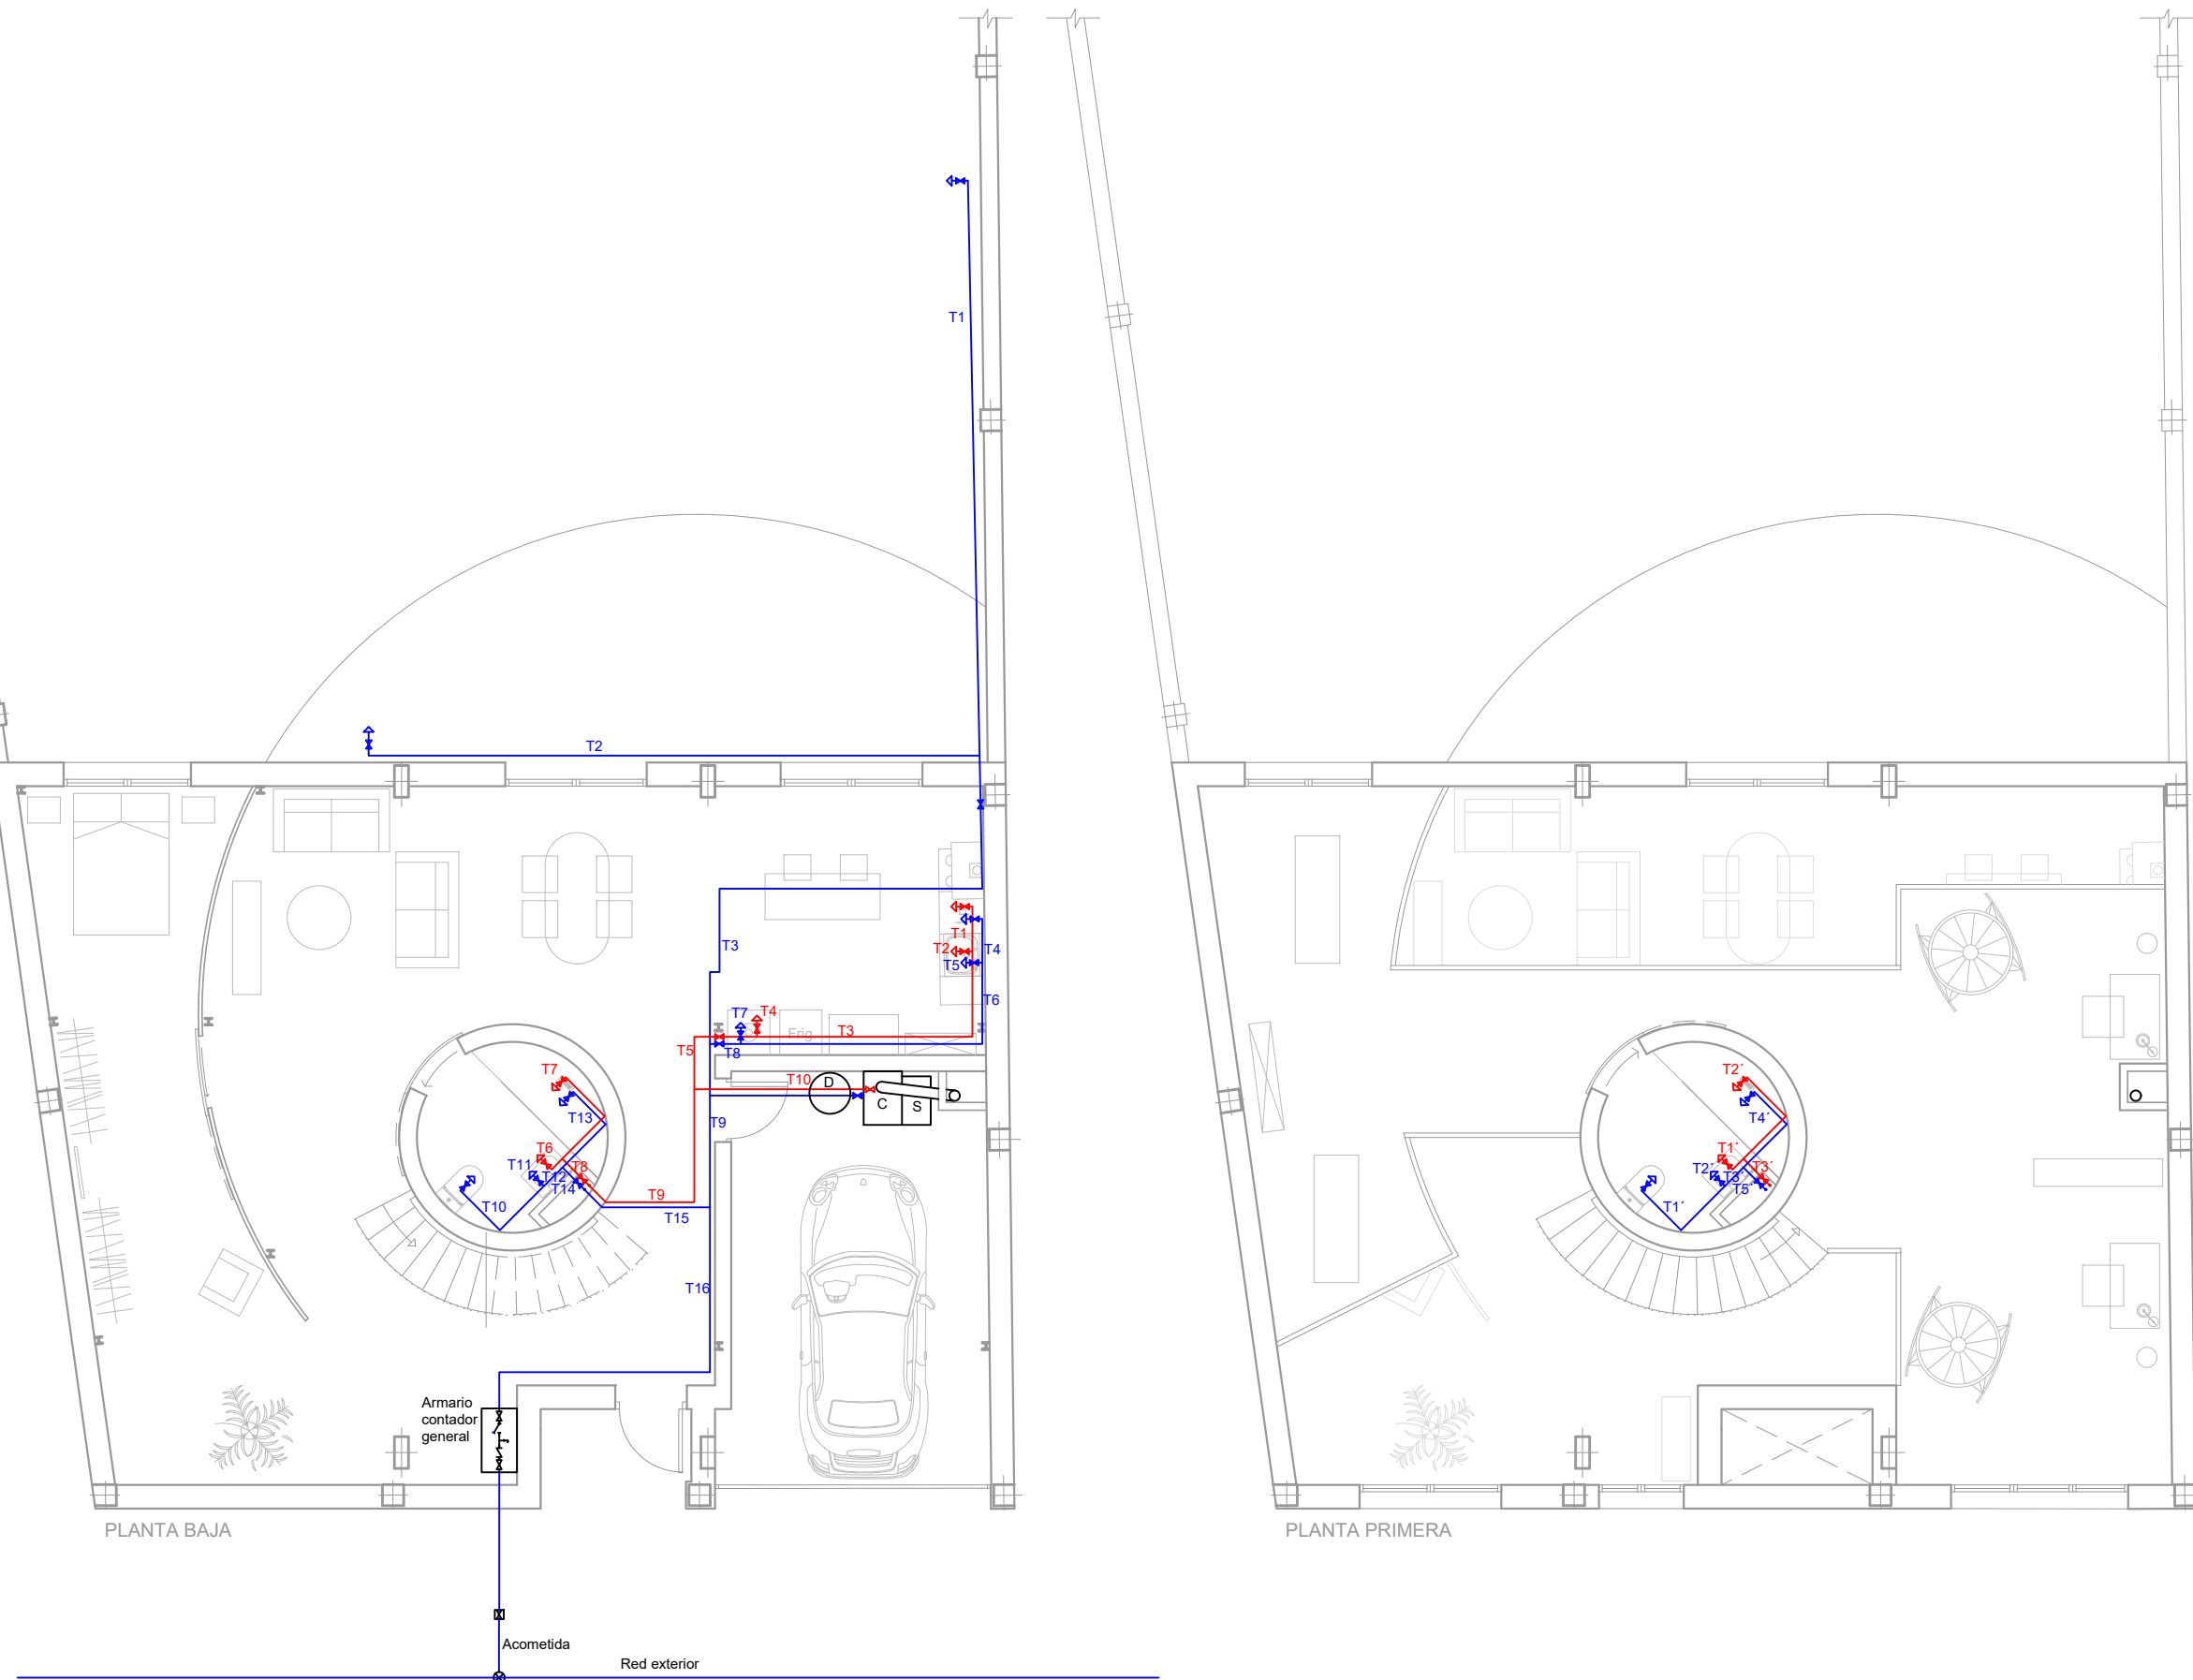 T1
T2
T3
T1
T4
T2
T5
T6
T7
T4
Frig.
T3
T5
T8
T7
T10
D
C
S
T13
T9
T6
T11
T12
T8
T14
T10
T9
T15
T16
Armario
contador
general
PLANTA BAJA
Acometida
Red exterior
T2´
T4´
T1´
T2´
T3´
T3´
T5´
T1´
PLANTA PRIMERA